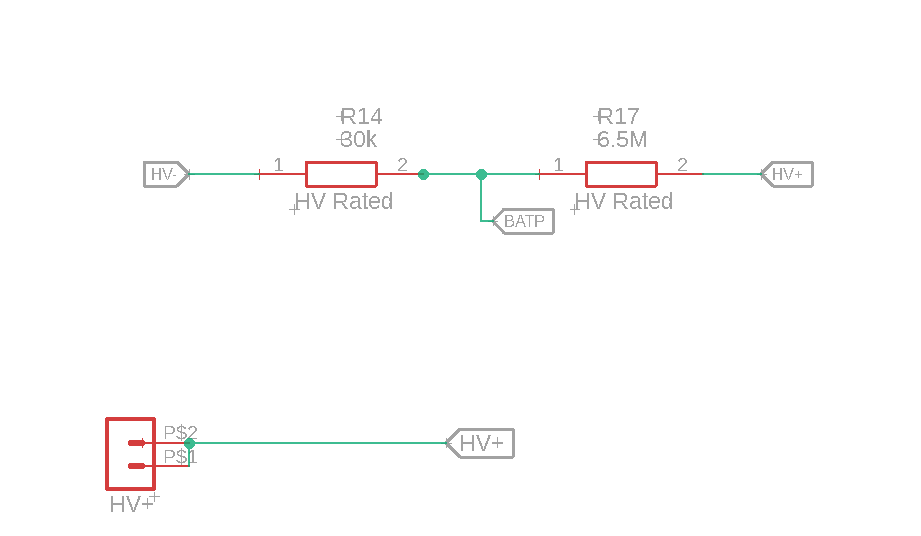 R14
30k
R17
6.5M
HV-
1
2
1
2
HV+
HV Rated
HV Rated
BATP
P$2
HV+
P$1
HV+